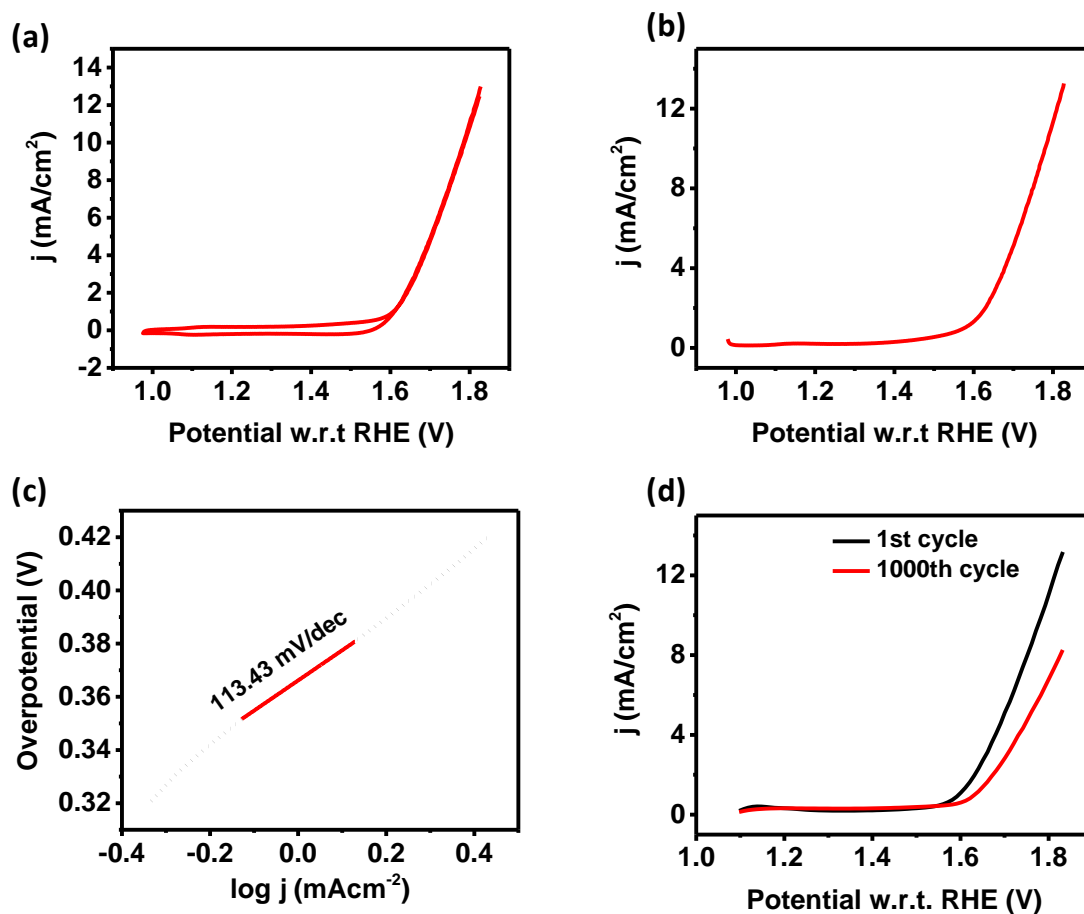 (a)
14
12
10
8
6
4
2
0
-2
j (mA/cm²)
1.0 1.2 1.4 1.6 1.8
Potential w.r.t RHE (V)
(b)
12
8
4
0
j (mA/cm²)
1.0 1.2 1.4 1.6 1.8
Potential w.r.t RHE (V)
(c)
0.42
0.40
0.38
0.36
0.34
0.32
Overpotential (V)
113.43 mV/dec
-0.4 -0.2 0.0 0.2 0.4
log j (mAcm⁻²)
(d)
1st cycle
1000th cycle
12
8
4
0
j (mA/cm²)
1.0 1.2 1.4 1.6 1.8
Potential w.r.t. RHE (V)